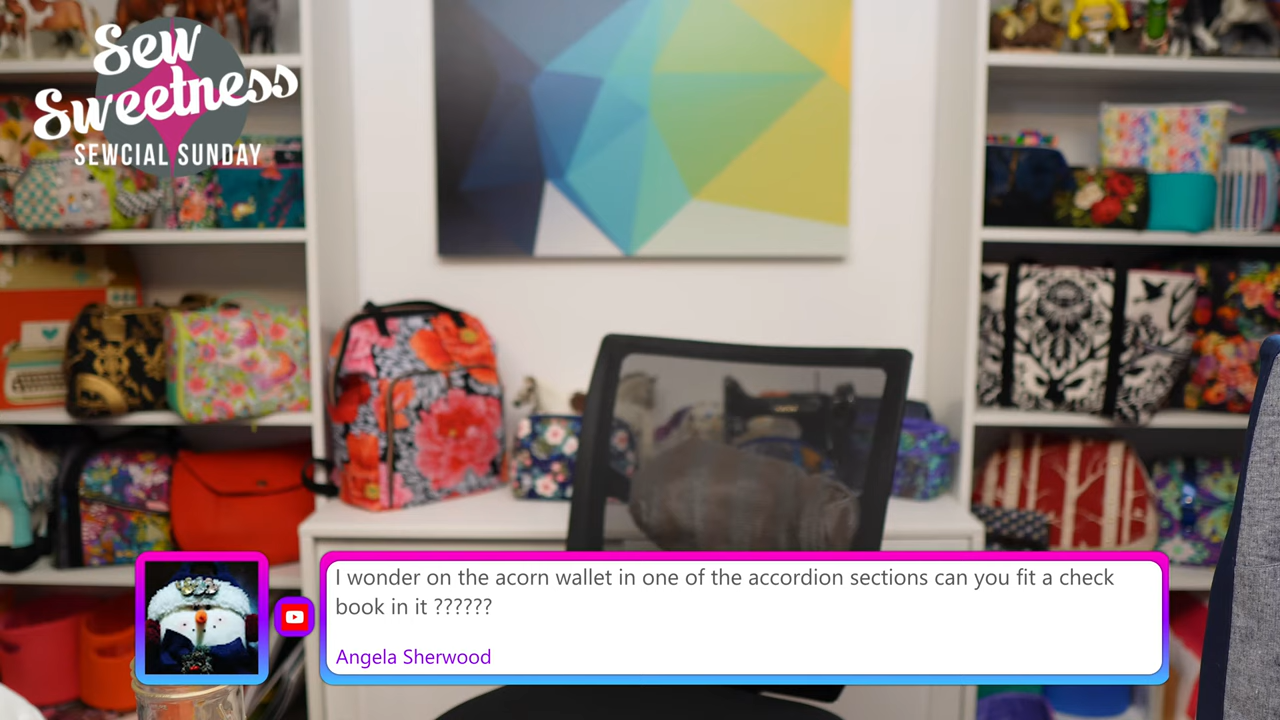 Sew
Sweetness
SEWCIAL SUNDAY
I wonder on the acorn wallet in one of the accordion sections can you fit a check
book in it ??????
Angela Sherwood